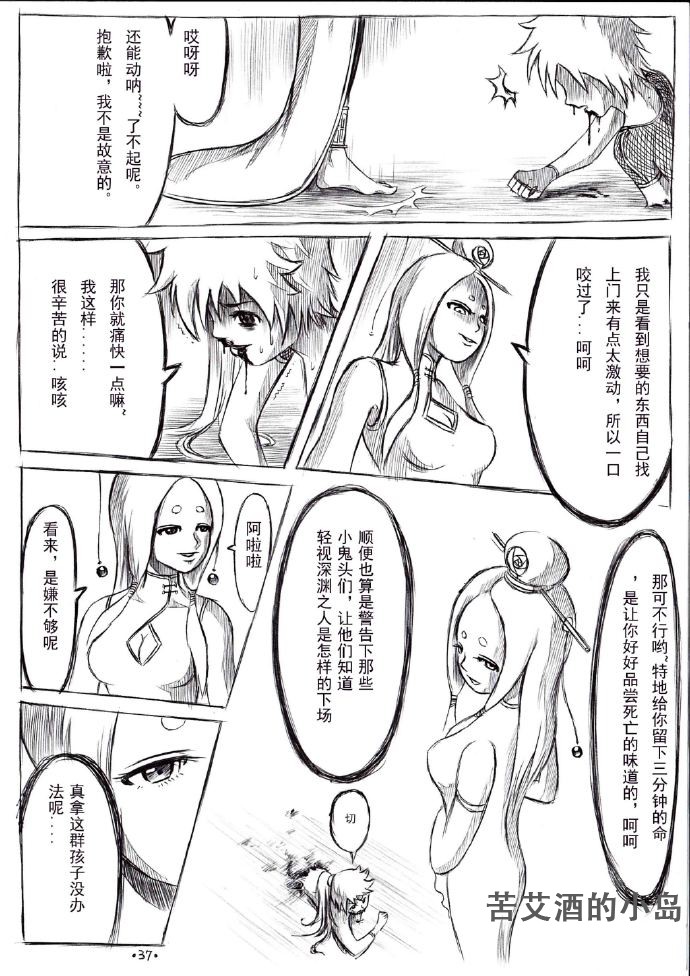 哎呀呀
还能动呐~~了不起呢。
抱歉啦，我不是故意的。
我只是看到想要的东西自己找
上门来有点太激动，所以一口
咬过了...呵呵
那你就痛快一点嘛~
我这样......
很辛苦的说..咳咳
阿啦啦
看来，是嫌不够呢
那可不行哟~特地给你留下三分钟的命
，是让你好好品尝死亡的味道的，呵呵
顺便也算是警告下那些
小鬼头们，让他们知道
轻视深渊之人是怎样的下场
切
真拿这群孩子没办
法呢....
苦艾酒的小岛
·37·